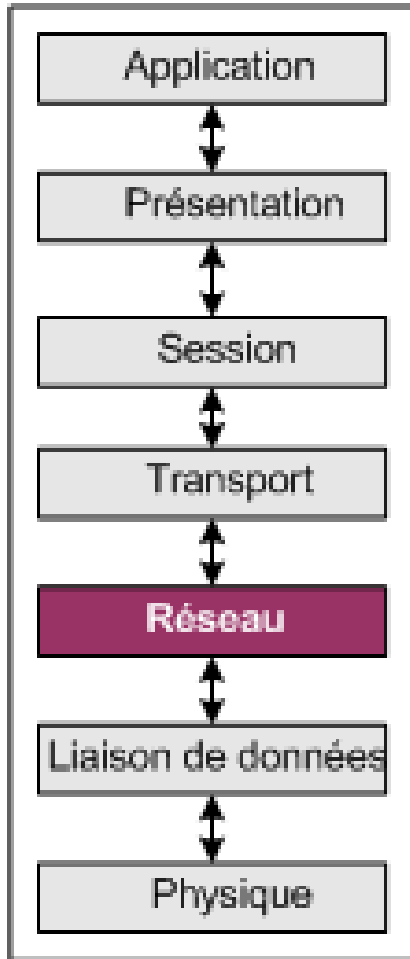 Application
Présentation
Session
Transport
Réseau
Liaison de données
Physique